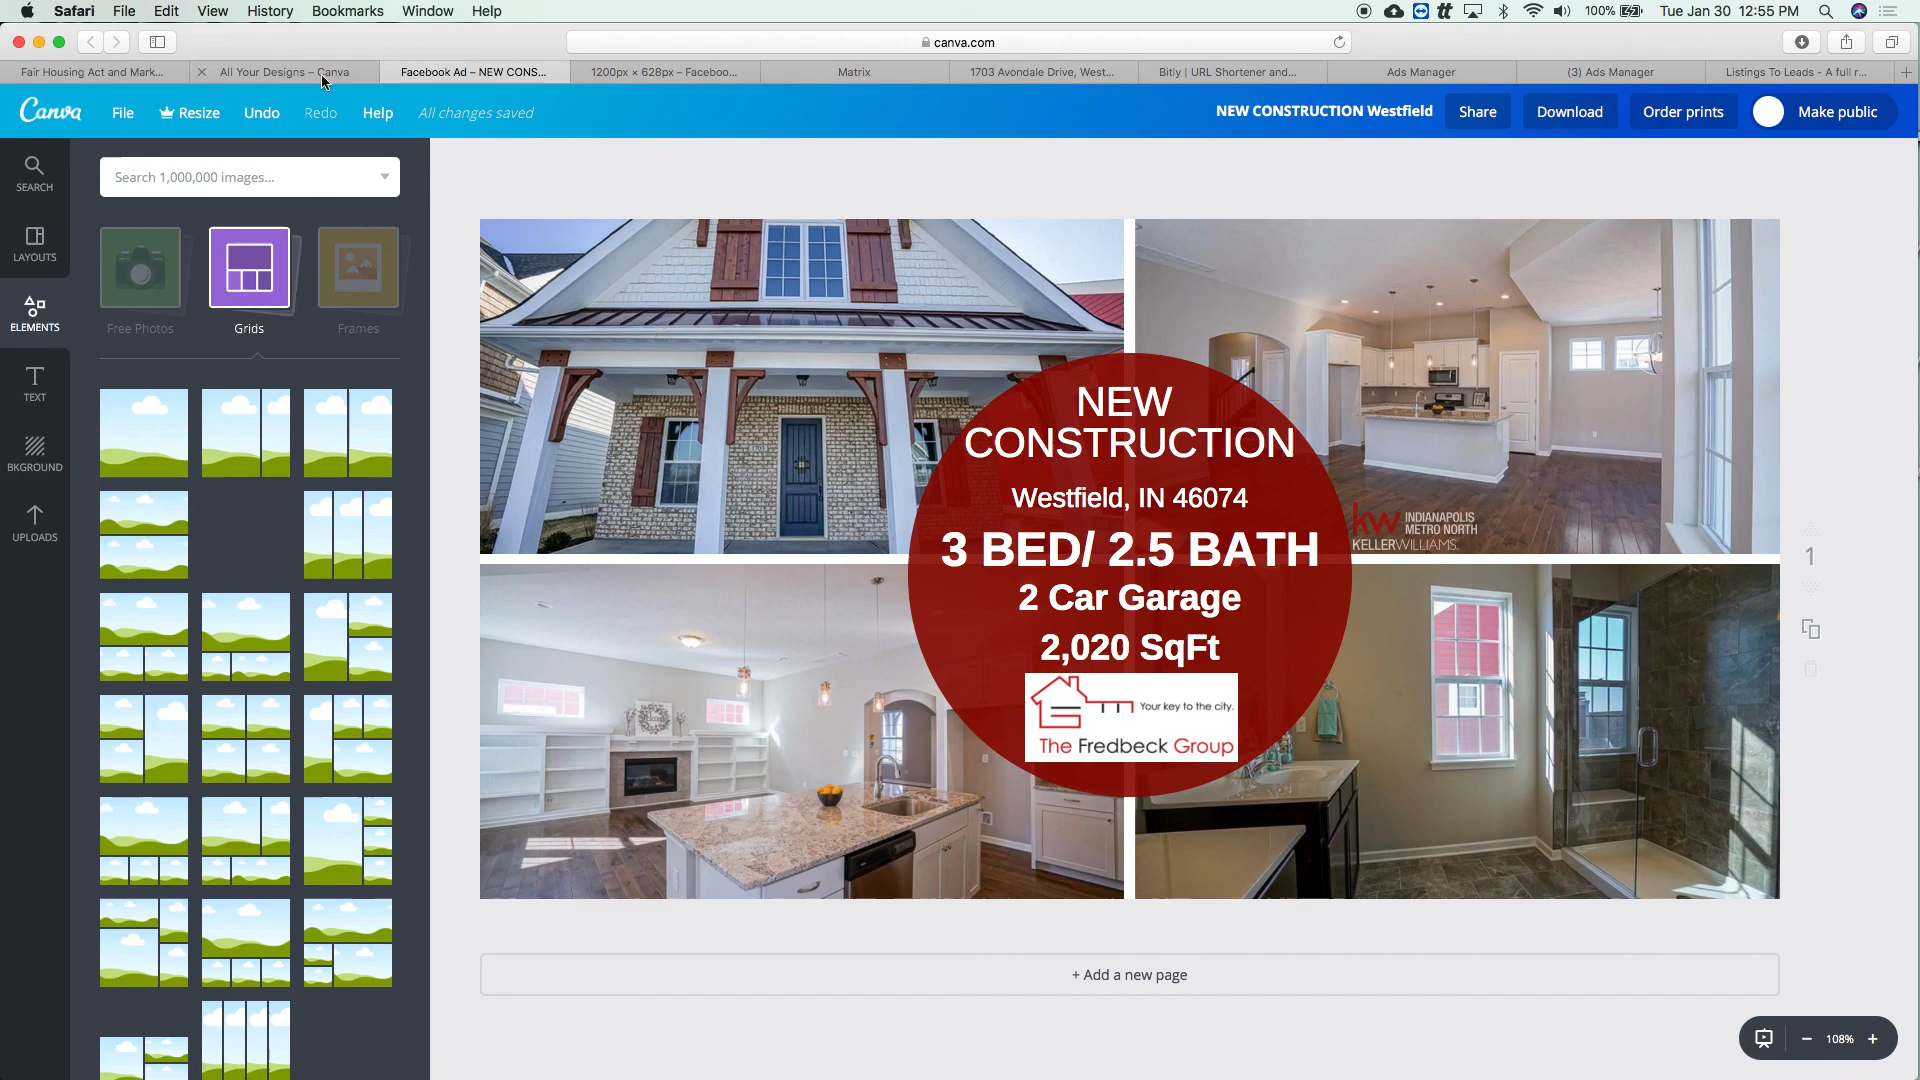 Safari File Edit View History Bookmarks Window Help 100% Tue Jan 30 12:55 PM
canva.com
Fair Housing Act and Mark... All Your Designs – Canva Facebook Ad – NEW CONS... 1200px × 628px – Faceboo... Matrix 1703 Avondale Drive, West... Bitly | URL Shortener and... Ads Manager (3) Ads Manager Listings To Leads - A full r...
Canva File Resize Undo Redo Help All changes saved NEW CONSTRUCTION Westfield Share Download Order prints Make public
SEARCH
LAYOUTS
ELEMENTS
TEXT
BKGROUND
UPLOADS
Search 1,000,000 images...
Free Photos Grids Frames
NEW
CONSTRUCTION
Westfield, IN 46074
3 BED/ 2.5 BATH
2 Car Garage
2,020 SqFt
Your key to the city.
The Fredbeck Group
kw INDIANAPOLIS
METRO NORTH
KELLERWILLIAMS.
1
+ Add a new page
108%